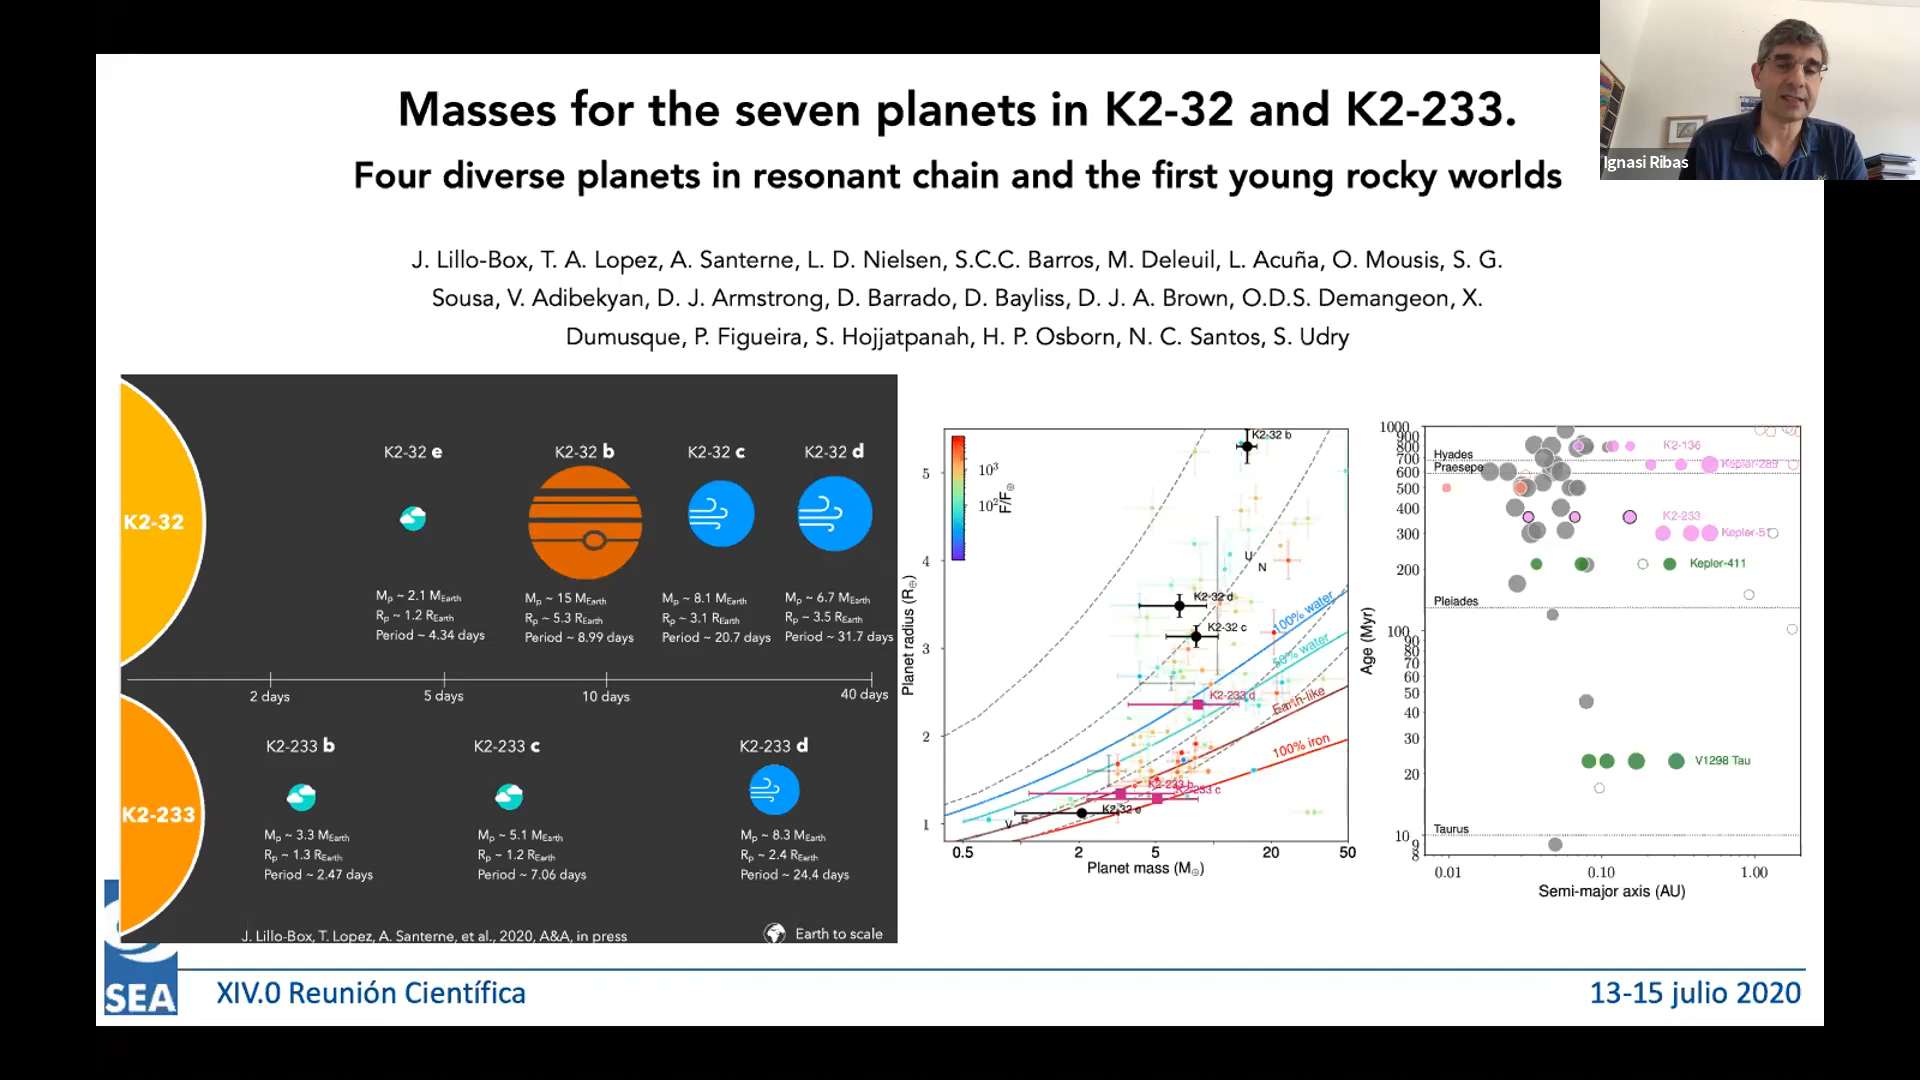 Masses for the seven planets in K2-32 and K2-233.
Four diverse planets in resonant chain and the first young rocky worlds
Ignasi Ribas
J. Lillo-Box, T. A. Lopez, A. Santerne, L. D. Nielsen, S.C.C. Barros, M. Deleuil, L. Acuña, O. Mousis, S. G.
Sousa, V. Adibekyan, D. J. Armstrong, D. Barrado, D. Bayliss, D. J. A. Brown, O.D.S. Demangeon, X.
Dumusque, P. Figueira, S. Hojjatpanah, H. P. Osborn, N. C. Santos, S. Udry
K2-32
K2-32 e
K2-32 b
K2-32 c
K2-32 d
Mp ~ 2.1 MEarth
Rp ~ 1.2 REarth
Period ~ 4.34 days
Mp ~ 15 MEarth
Rp ~ 5.3 REarth
Period ~ 8.99 days
Mp ~ 8.1 MEarth
Rp ~ 3.1 REarth
Period ~ 20.7 days
Mp ~ 6.7 MEarth
Rp ~ 3.5 REarth
Period ~ 31.7 days
2 days
5 days
10 days
40 days
K2-233
K2-233 b
K2-233 c
K2-233 d
Mp ~ 3.3 MEarth
Rp ~ 1.3 REarth
Period ~ 2.47 days
Mp ~ 5.1 MEarth
Rp ~ 1.2 REarth
Period ~ 7.06 days
Mp ~ 8.3 MEarth
Rp ~ 2.4 REarth
Period ~ 24.4 days
J. Lillo-Box, T. Lopez, A. Santerne, et al., 2020, A&A, in press
Earth to scale
Planet radius (R⊕)
5
4
3
2
1
10³
10²
F/F⊕
K2-32 b
U
N
K2-32 d
K2-32 c
100% water
50% water
K2-233 d
Earth-like
100% iron
K2-233 b
K2-233 c
K2-32 e
V
E
0.5
2
5
20
50
Planet mass (M⊕)
Age (Myr)
1000
900
800
700
600
500
400
300
200
100
90
80
70
60
50
40
30
20
10
9
8
Hyades
Praesepe
Pleiades
Taurus
K2-136
K2-233
Kepler-411
V1298 Tau
0.01
0.10
1.00
Semi-major axis (AU)
SEA
XIV.0 Reunión Científica
13-15 julio 2020